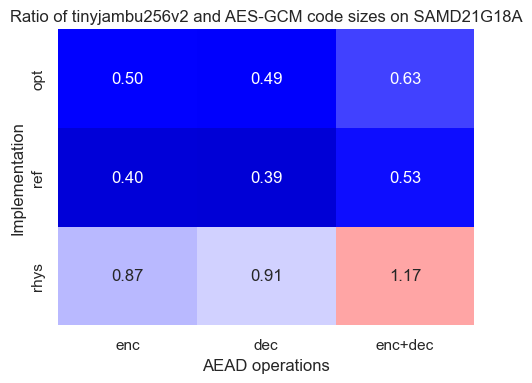 Ratio of tinyjambu256v2 and AES-GCM code sizes on SAMD21G18A
opt 0.50 0.49 0.63
Implementation
ref 0.40 0.39 0.53
rhys 0.87 0.91 1.17
enc dec enc+dec
AEAD operations